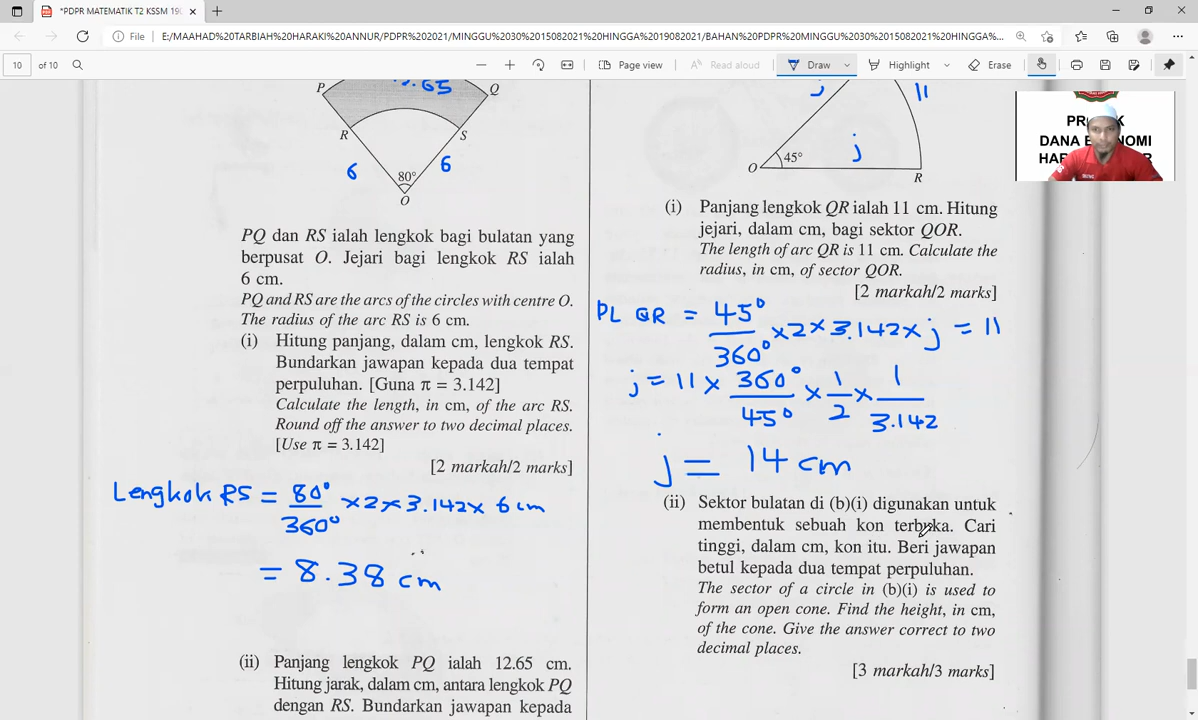 *PDPR MATEMATIK T2 KSSM 190
File
E:/MAAHAD%20TARBIAH%20HARAKI%20ANNUR/PDPR%202021/MINGGU%2030%2015082021%20HINGGA%2019082021/BAHAN%20PDPR%20MINGGU%2030%2015082021%20HINGGA%...
10 of 10
Page view
Read aloud
Draw
Highlight
Erase
P
Q
R
S
6
6
80°
O
PQ dan RS ialah lengkok bagi bulatan yang
berpusat O. Jejari bagi lengkok RS ialah
6 cm.
PQ and RS are the arcs of the circles with centre O.
The radius of the arc RS is 6 cm.
(i) Hitung panjang, dalam cm, lengkok RS.
Bundarkan jawapan kepada dua tempat
perpuluhan. [Guna π = 3.142]
Calculate the length, in cm, of the arc RS.
Round off the answer to two decimal places.
[Use π = 3.142]
[2 markah/2 marks]
Lengkok RS = 80°/360° × 2 × 3.142 × 6 cm
= 8.38 cm
(ii) Panjang lengkok PQ ialah 12.65 cm.
Hitung jarak, dalam cm, antara lengkok PQ
dengan RS. Bundarkan jawapan kepada
j
11
j
O
45°
R
(i) Panjang lengkok QR ialah 11 cm. Hitung
jejari, dalam cm, bagi sektor QOR.
The length of arc QR is 11 cm. Calculate the
radius, in cm, of sector QOR.
[2 markah/2 marks]
PL QR = 45°/360° × 2 × 3.142 × j = 11
j = 11 × 360°/45° × 1/2 × 1/3.142
j = 14 cm
(ii) Sektor bulatan di (b)(i) digunakan untuk
membentuk sebuah kon terbuka. Cari
tinggi, dalam cm, kon itu. Beri jawapan
betul kepada dua tempat perpuluhan.
The sector of a circle in (b)(i) is used to
form an open cone. Find the height, in cm,
of the cone. Give the answer correct to two
decimal places.
[3 markah/3 marks]
DANA